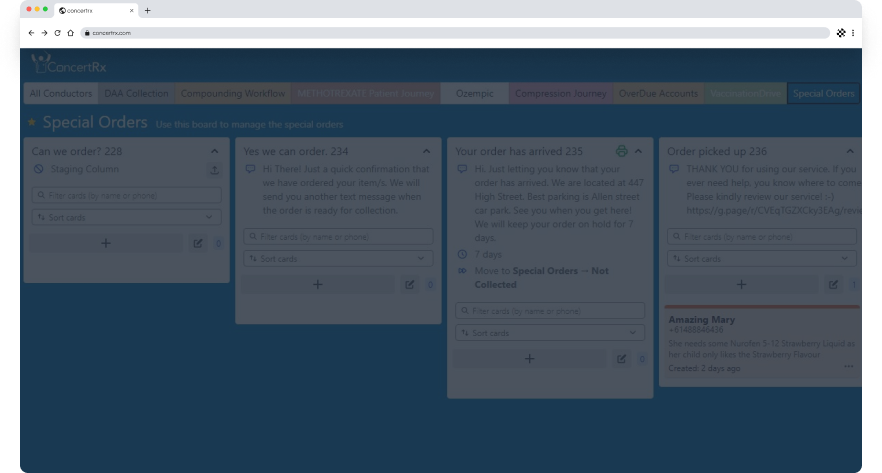 concertrx
concertrx.com
ConcertRx
All Conductors DAA Collection Compounding Workflow METHOTREXATE Patient Journey Ozempic Compression Journey OverDue Accounts VaccinationDrive Special Orders
Special Orders Use this board to manage the special orders
Can we order? 228
Staging Column
Filter cards (by name or phone)
Sort cards
0
Yes we can order. 234
Hi There! Just a quick confirmation that
we have ordered your item/s. We will
send you another text message when
the order is ready for collection.
Filter cards (by name or phone)
Sort cards
0
Your order has arrived 235
Hi, Just letting you know that your
order has arrived. We are located at 447
High Street. Best parking is Allen street
car park. See you when you get here!
We will keep your order on hold for 7
days.
7 days
Move to Special Orders → Not
Collected
Filter cards (by name or phone)
Sort cards
0
Order picked up 236
THANK YOU for using our service. If you
ever need help, you know where to come
Please kindly review our service! :-)
Filter cards (by name or phone)
Sort cards
1
Amazing Mary
+61488846436
She needs some Nurofen 5-12 Strawberry Liquid as
her child only likes the Strawberry Flavour
Created: 2 days ago